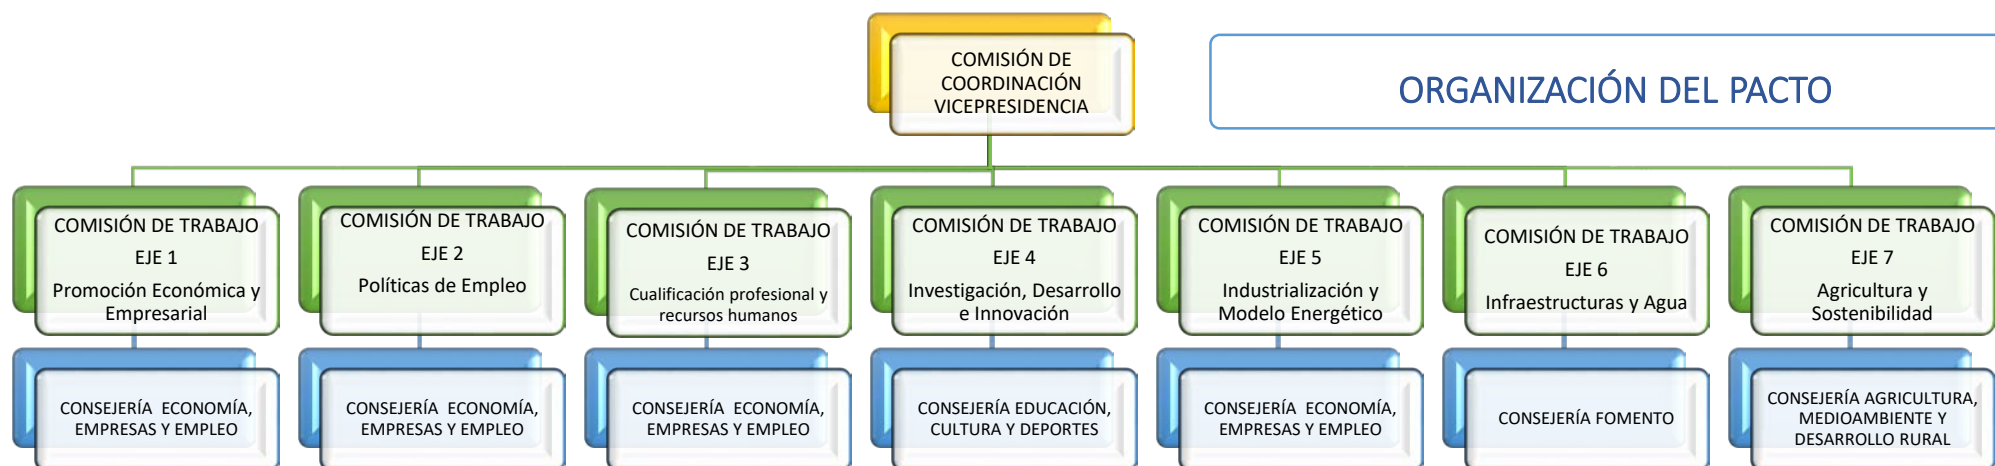 COMISIÓN DE
COORDINACIÓN
VICEPRESIDENCIA
ORGANIZACIÓN DEL PACTO
COMISIÓN DE TRABAJO
EJE 1
Promoción Económica y
Empresarial
COMISIÓN DE TRABAJO
EJE 2
Políticas de Empleo
COMISIÓN DE TRABAJO
EJE 3
Cualificación profesional y
recursos humanos
COMISIÓN DE TRABAJO
EJE 4
Investigación, Desarrollo
e Innovación
COMISIÓN DE TRABAJO
EJE 5
Industrialización y
Modelo Energético
COMISIÓN DE TRABAJO
EJE 6
Infraestructuras y Agua
COMISIÓN DE TRABAJO
EJE 7
Agricultura y
Sostenibilidad
CONSEJERÍA ECONOMÍA,
EMPRESAS Y EMPLEO
CONSEJERÍA ECONOMÍA,
EMPRESAS Y EMPLEO
CONSEJERÍA ECONOMÍA,
EMPRESAS Y EMPLEO
CONSEJERÍA EDUCACIÓN,
CULTURA Y DEPORTES
CONSEJERÍA ECONOMÍA,
EMPRESAS Y EMPLEO
CONSEJERÍA FOMENTO
CONSEJERÍA AGRICULTURA,
MEDIOAMBIENTE Y
DESARROLLO RURAL